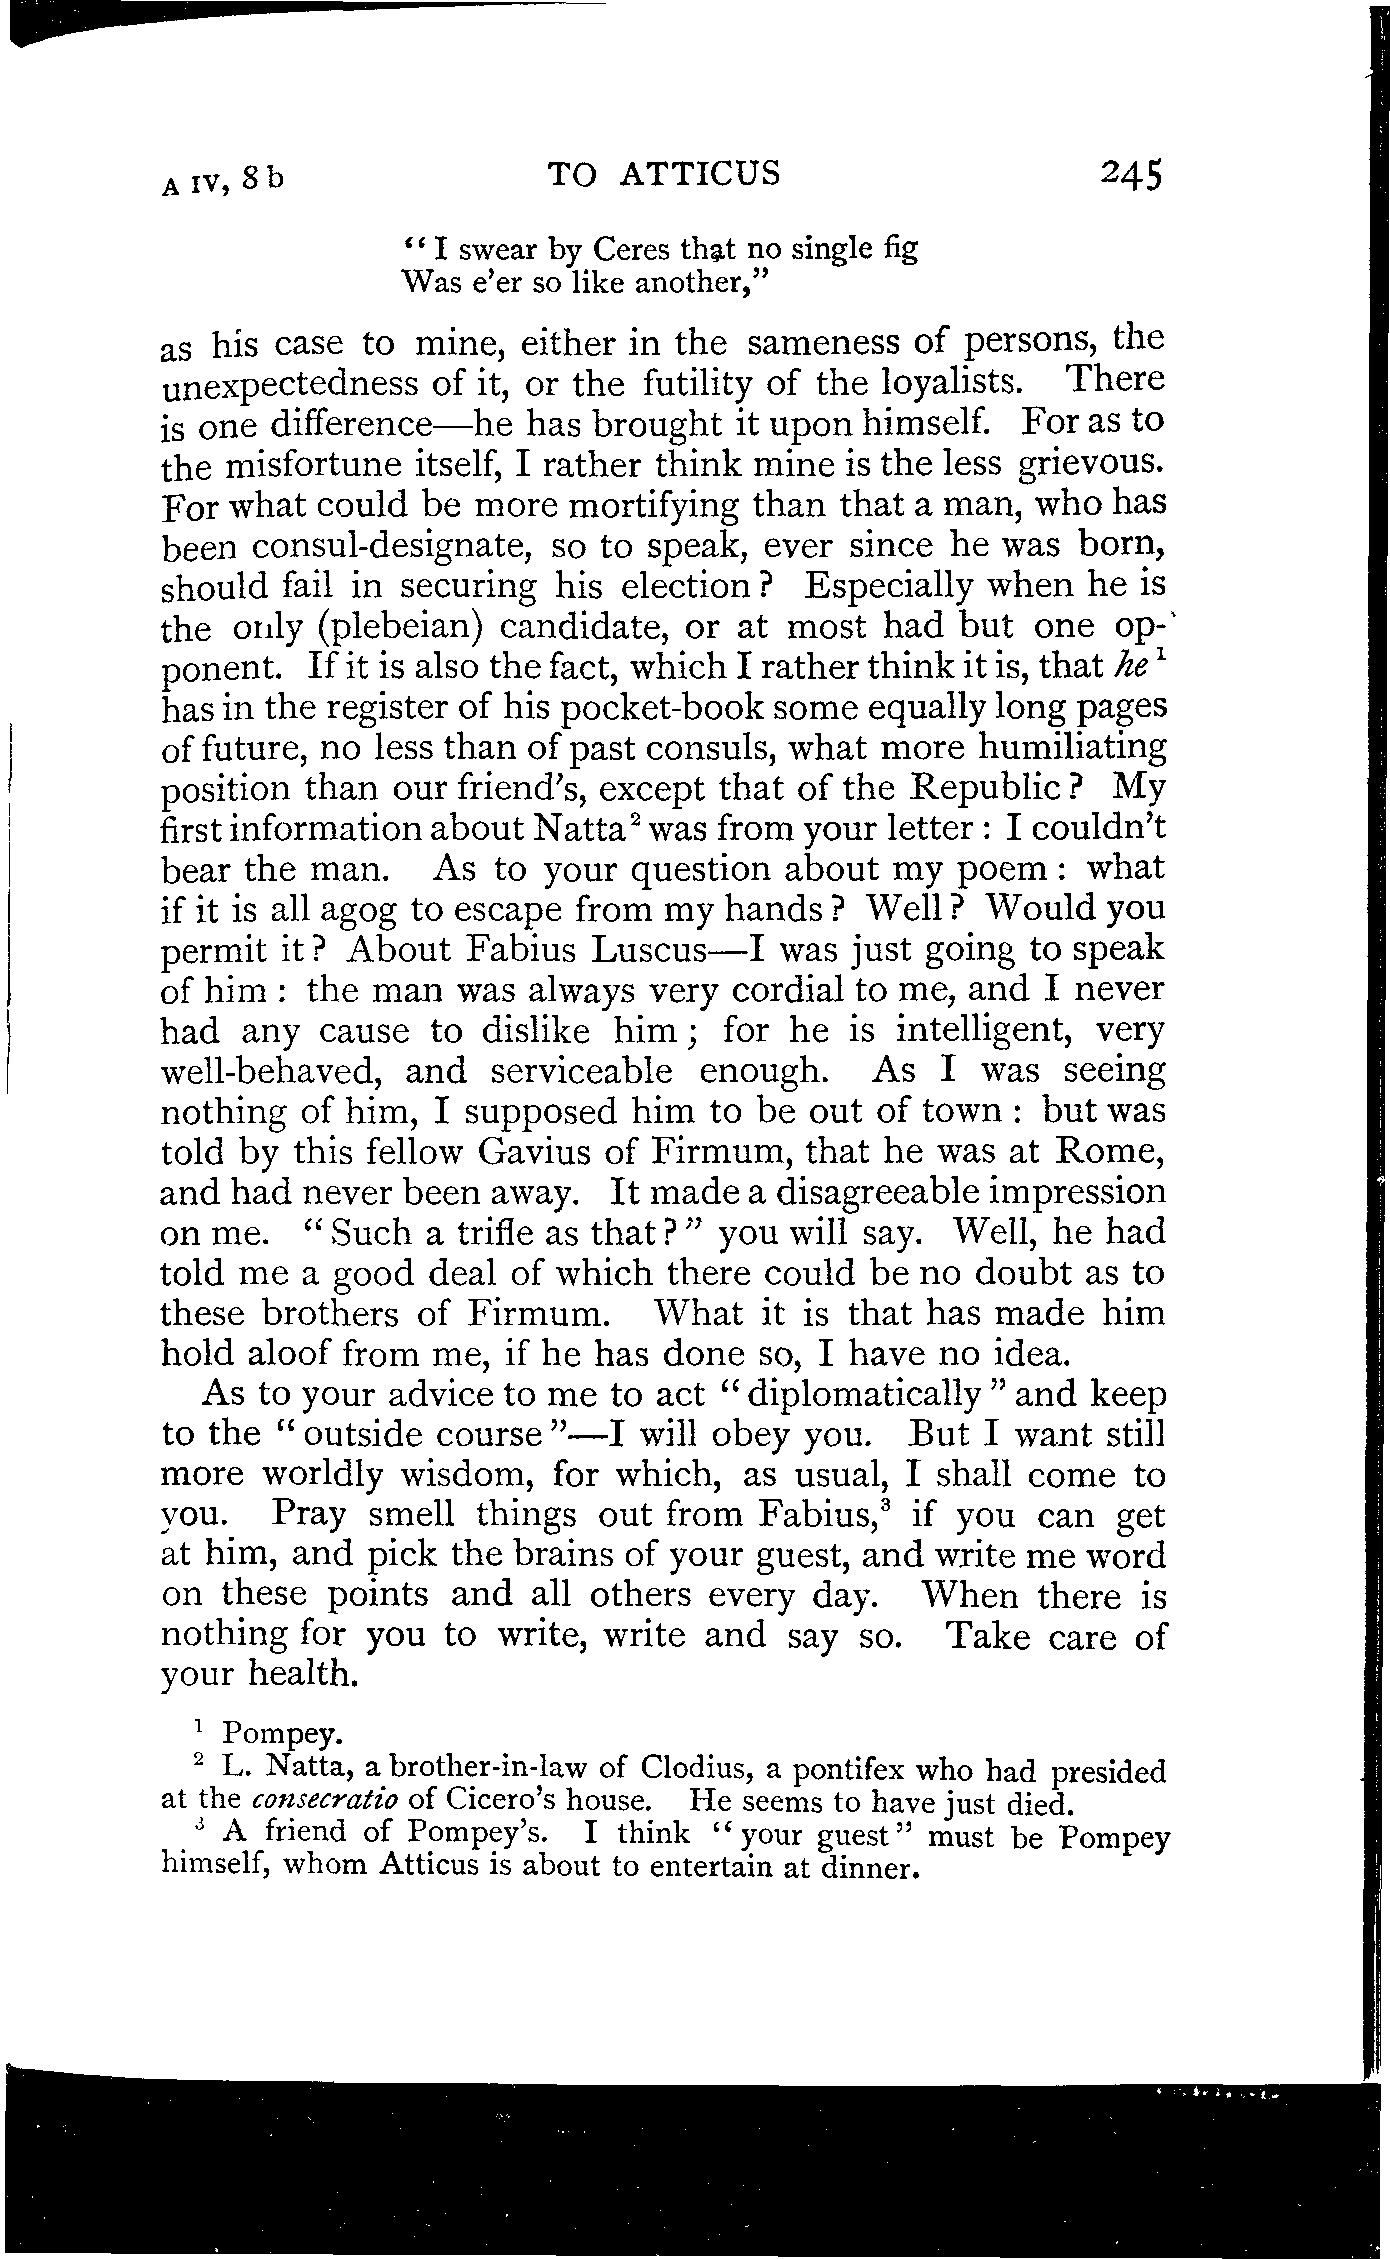 A IV, 8 b TO ATTICUS 245
“I swear by Ceres that no single fig
Was e’er so like another,”
as his case to mine, either in the sameness of persons, the
unexpectedness of it, or the futility of the loyalists. There
is one difference—he has brought it upon himself. For as to
the misfortune itself, I rather think mine is the less grievous.
For what could be more mortifying than that a man, who has
been consul-designate, so to speak, ever since he was born,
should fail in securing his election? Especially when he is
the only (plebeian) candidate, or at most had but one op-
ponent. If it is also the fact, which I rather think it is, that he¹
has in the register of his pocket-book some equally long pages
of future, no less than of past consuls, what more humiliating
position than our friend’s, except that of the Republic? My
first information about Natta² was from your letter: I couldn’t
bear the man. As to your question about my poem: what
if it is all agog to escape from my hands? Well? Would you
permit it? About Fabius Luscus—I was just going to speak
of him: the man was always very cordial to me, and I never
had any cause to dislike him; for he is intelligent, very
well-behaved, and serviceable enough. As I was seeing
nothing of him, I supposed him to be out of town: but was
told by this fellow Gavius of Firmum, that he was at Rome,
and had never been away. It made a disagreeable impression
on me. “Such a trifle as that?” you will say. Well, he had
told me a good deal of which there could be no doubt as to
these brothers of Firmum. What it is that has made him
hold aloof from me, if he has done so, I have no idea.
As to your advice to me to act “diplomatically” and keep
to the “outside course”—I will obey you. But I want still
more worldly wisdom, for which, as usual, I shall come to
you. Pray smell things out from Fabius,³ if you can get
at him, and pick the brains of your guest, and write me word
on these points and all others every day. When there is
nothing for you to write, write and say so. Take care of
your health.
¹ Pompey.
² L. Natta, a brother-in-law of Clodius, a pontifex who had presided
at the consecratio of Cicero’s house. He seems to have just died.
³ A friend of Pompey’s. I think “your guest” must be Pompey
himself, whom Atticus is about to entertain at dinner.